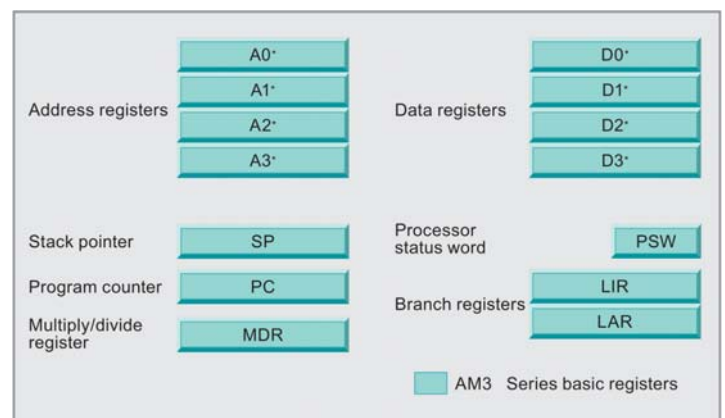 Address registers
A0*
A1*
A2*
A3*
Data registers
D0*
D1*
D2*
D3*
Stack pointer
SP
Processor
status word
PSW
Program counter
PC
Branch registers
LIR
LAR
Multiply/divide
register
MDR
AM3 Series basic registers